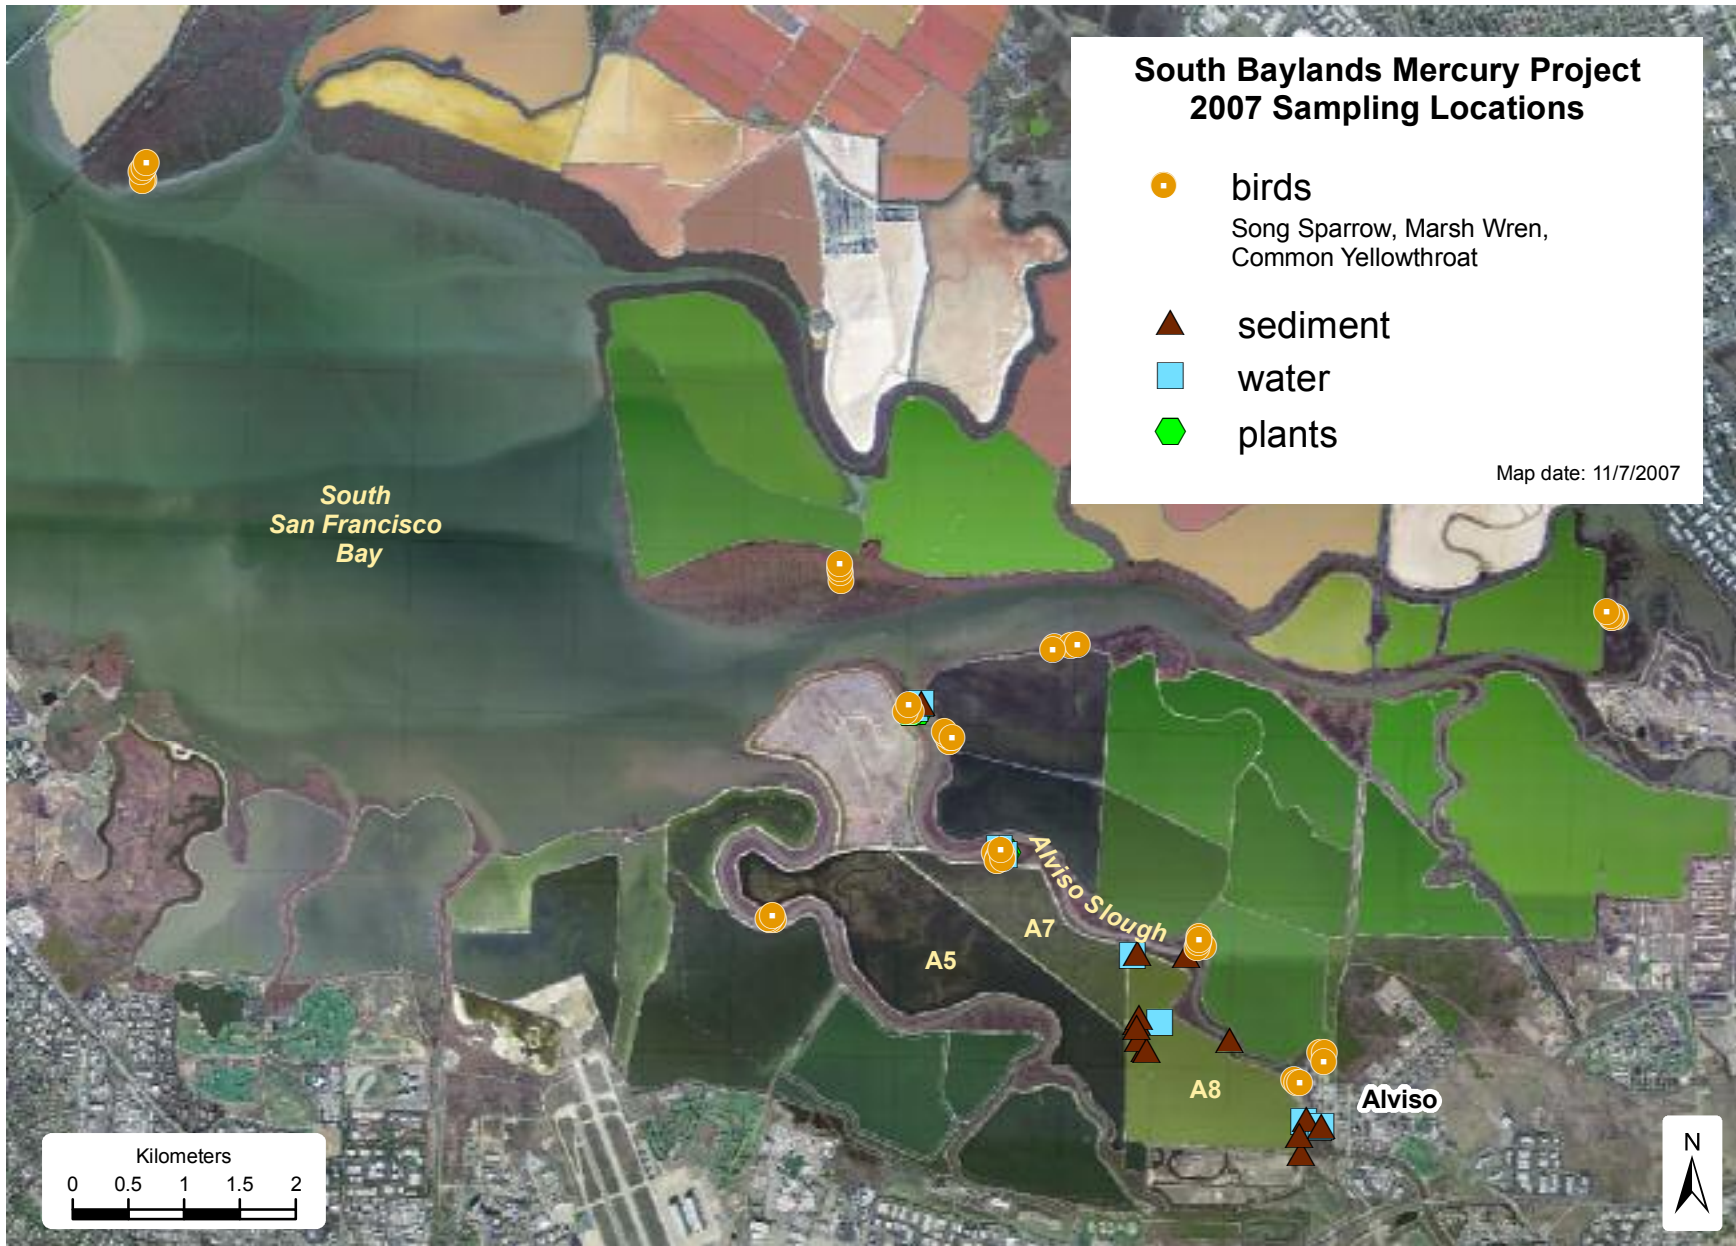 South Baylands Mercury Project
2007 Sampling Locations
birds
Song Sparrow, Marsh Wren,
Common Yellowthroat
sediment
water
plants
Map date: 11/7/2007
South
San Francisco
Bay
Alviso Slough
A7
A5
A8
Alviso
Kilometers
0 0.5 1 1.5 2
N